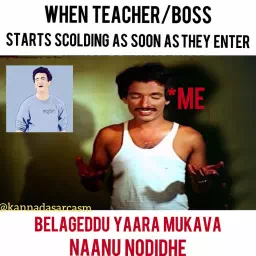 WHEN TEACHER/BOSS
STARTS SCOLDING AS SOON AS THEY ENTER
*ME
@kannadasarcasm
BELAGEDDU YAARA MUKAVA
NAANU NODIDHE